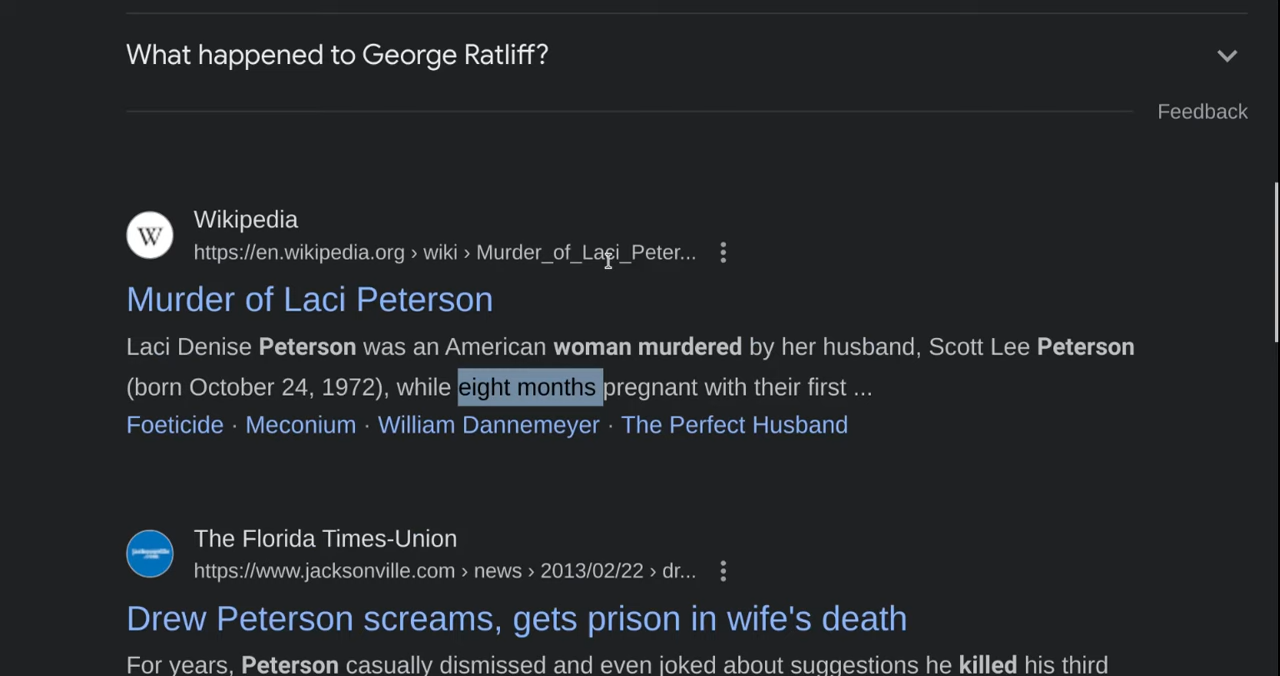 What happened to George Ratliff?
Feedback
Wikipedia
https://en.wikipedia.org › wiki › Murder_of_Laci_Peter...
Murder of Laci Peterson
Laci Denise Peterson was an American woman murdered by her husband, Scott Lee Peterson
(born October 24, 1972), while eight months pregnant with their first ...
Foeticide · Meconium · William Dannemeyer · The Perfect Husband
The Florida Times-Union
https://www.jacksonville.com › news › 2013/02/22 › dr...
Drew Peterson screams, gets prison in wife's death
For years, Peterson casually dismissed and even joked about suggestions he killed his third